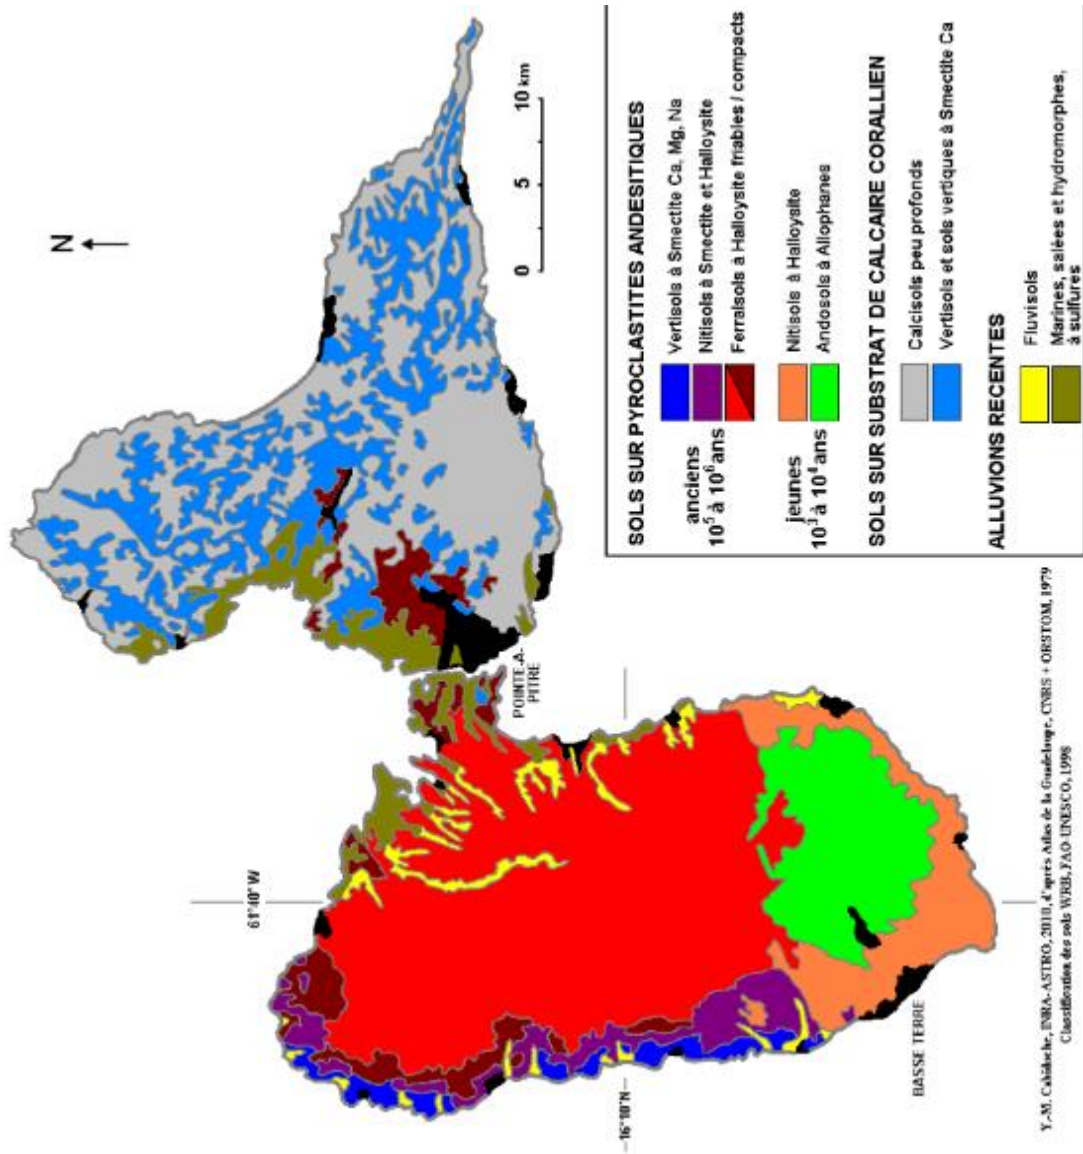 N
0 5 10 km
61°40' W
POINTE-A-
PITRE
16°10'N
BASSE TERRE
SOLS SUR PYROCLASTITES ANDESITIQUES
anciens
10⁵ à 10⁶ ans
Vertisols à Smectite Ca, Mg, Na
Nitisols à Smectite et Halloysite
Ferralsols à Halloysite friables / compacts
jeunes
10³ à 10⁴ ans
Nitisols à Halloysite
Andosols à Allophanes
SOLS SUR SUBSTRAT DE CALCAIRE CORALLIEN
Calcisols peu profonds
Vertisols et sols vertiques à Smectite Ca
ALLUVIONS RECENTES
Fluvisols
Marines, salées et hydromorphes,
à sulfures
Y.-M. Cabidoche, INRA-ASTRO, 2010, d'après Atlas de la Guadeloupe, CNRS + ORSTOM, 1979
Classification des sols WRB, FAO-UNESCO, 1998